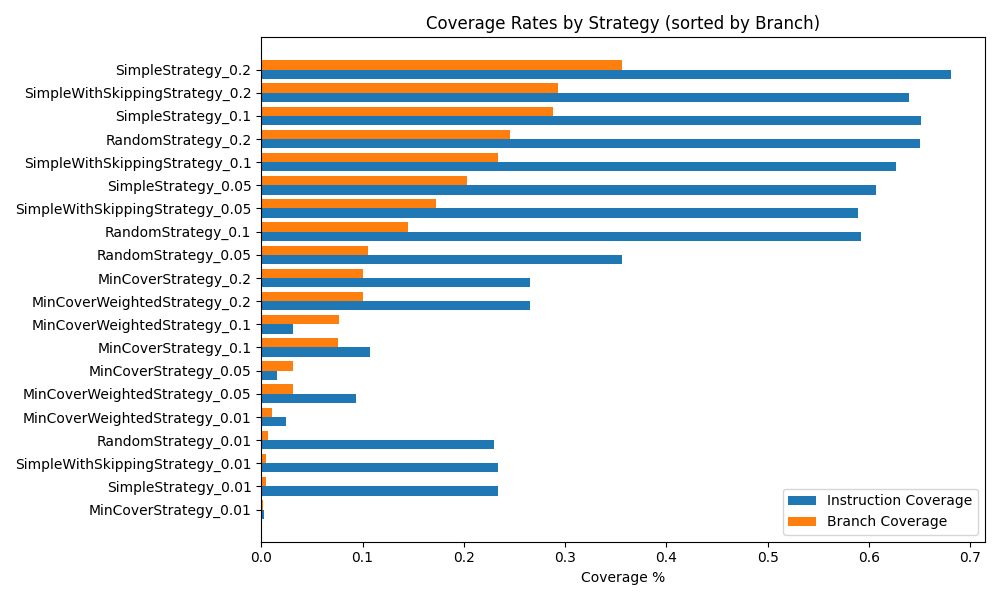 Coverage Rates by Strategy (sorted by Branch)
SimpleStrategy_0.2
SimpleWithSkippingStrategy_0.2
SimpleStrategy_0.1
RandomStrategy_0.2
SimpleWithSkippingStrategy_0.1
SimpleStrategy_0.05
SimpleWithSkippingStrategy_0.05
RandomStrategy_0.1
RandomStrategy_0.05
MinCoverStrategy_0.2
MinCoverWeightedStrategy_0.2
MinCoverWeightedStrategy_0.1
MinCoverStrategy_0.1
MinCoverStrategy_0.05
MinCoverWeightedStrategy_0.05
MinCoverWeightedStrategy_0.01
RandomStrategy_0.01
SimpleWithSkippingStrategy_0.01
SimpleStrategy_0.01
MinCoverStrategy_0.01
Instruction Coverage
Branch Coverage
0.0 0.1 0.2 0.3 0.4 0.5 0.6 0.7
Coverage %